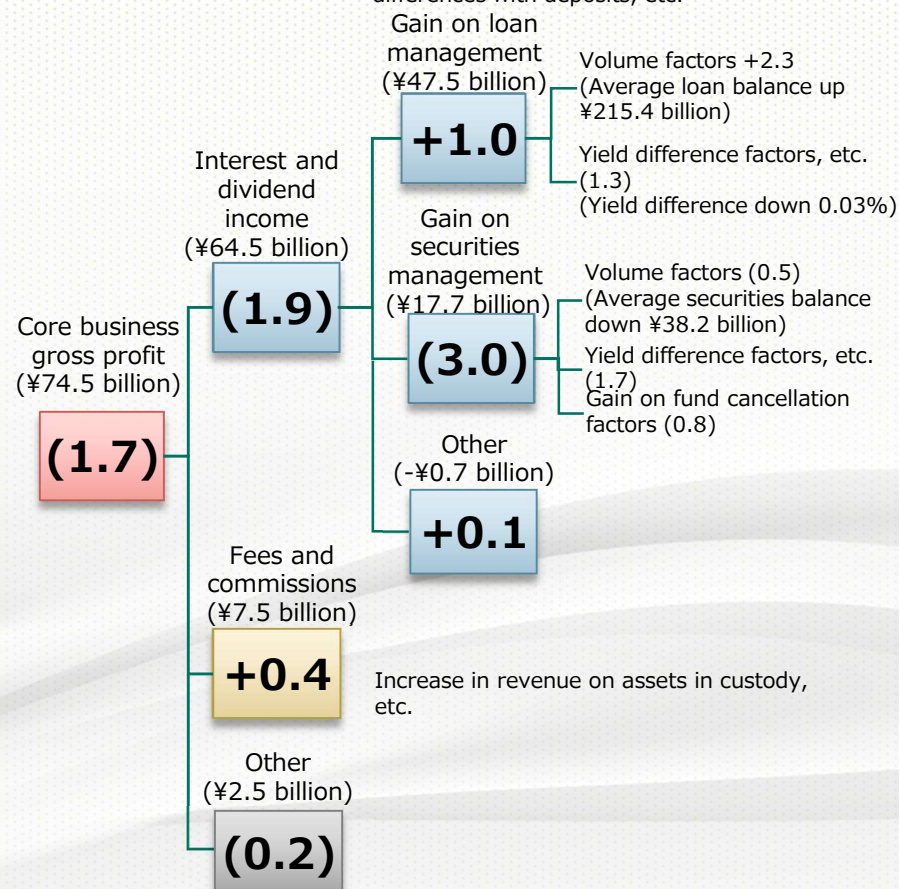 differences with deposits, etc.
Gain on loan
management
(¥47.5 billion)
+1.0
Volume factors +2.3
(Average loan balance up
¥215.4 billion)
Yield difference factors, etc.
(1.3)
(Yield difference down 0.03%)
Interest and
dividend
income
(¥64.5 billion)
(1.9)
Gain on
securities
management
(¥17.7 billion)
(3.0)
Volume factors (0.5)
(Average securities balance
down ¥38.2 billion)
Yield difference factors, etc.
(1.7)
Gain on fund cancellation
factors (0.8)
Core business
gross profit
(¥74.5 billion)
(1.7)
Other
(-¥0.7 billion)
+0.1
Fees and
commissions
(¥7.5 billion)
+0.4
Increase in revenue on assets in custody,
etc.
Other
(¥2.5 billion)
(0.2)